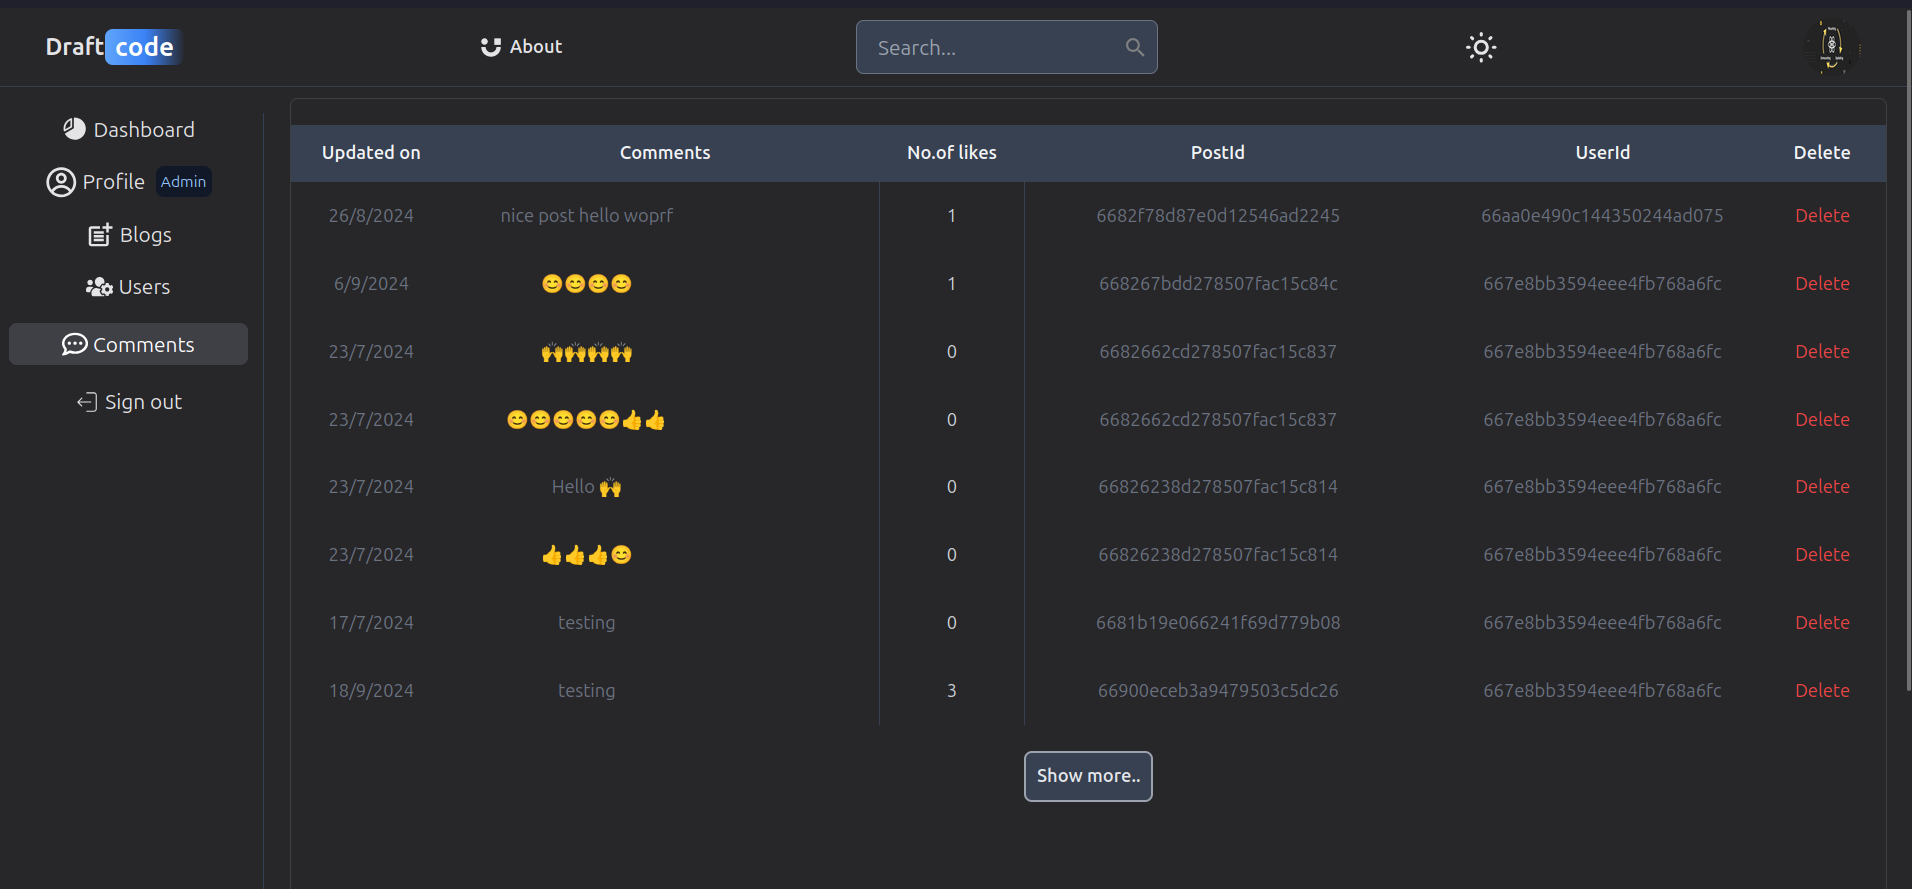 Draft code
About
Search...
Dashboard
Profile Admin
Blogs
Users
Comments
Sign out
Updated on Comments No.of likes PostId UserId Delete
26/8/2024 nice post hello woprf 1 6682f78d87e0d12546ad2245 66aa0e490c144350244ad075 Delete
6/9/2024 😊😊😊😊 1 668267bdd278507fac15c84c 667e8bb3594eee4fb768a6fc Delete
23/7/2024 🙌🙌🙌🙌 0 6682662cd278507fac15c837 667e8bb3594eee4fb768a6fc Delete
23/7/2024 😊😊😊😊😊👍👍 0 6682662cd278507fac15c837 667e8bb3594eee4fb768a6fc Delete
23/7/2024 Hello 🙌 0 66826238d278507fac15c814 667e8bb3594eee4fb768a6fc Delete
23/7/2024 👍👍👍😊 0 66826238d278507fac15c814 667e8bb3594eee4fb768a6fc Delete
17/7/2024 testing 0 6681b19e066241f69d779b08 667e8bb3594eee4fb768a6fc Delete
18/9/2024 testing 3 66900eceb3a9479503c5dc26 667e8bb3594eee4fb768a6fc Delete
Show more..